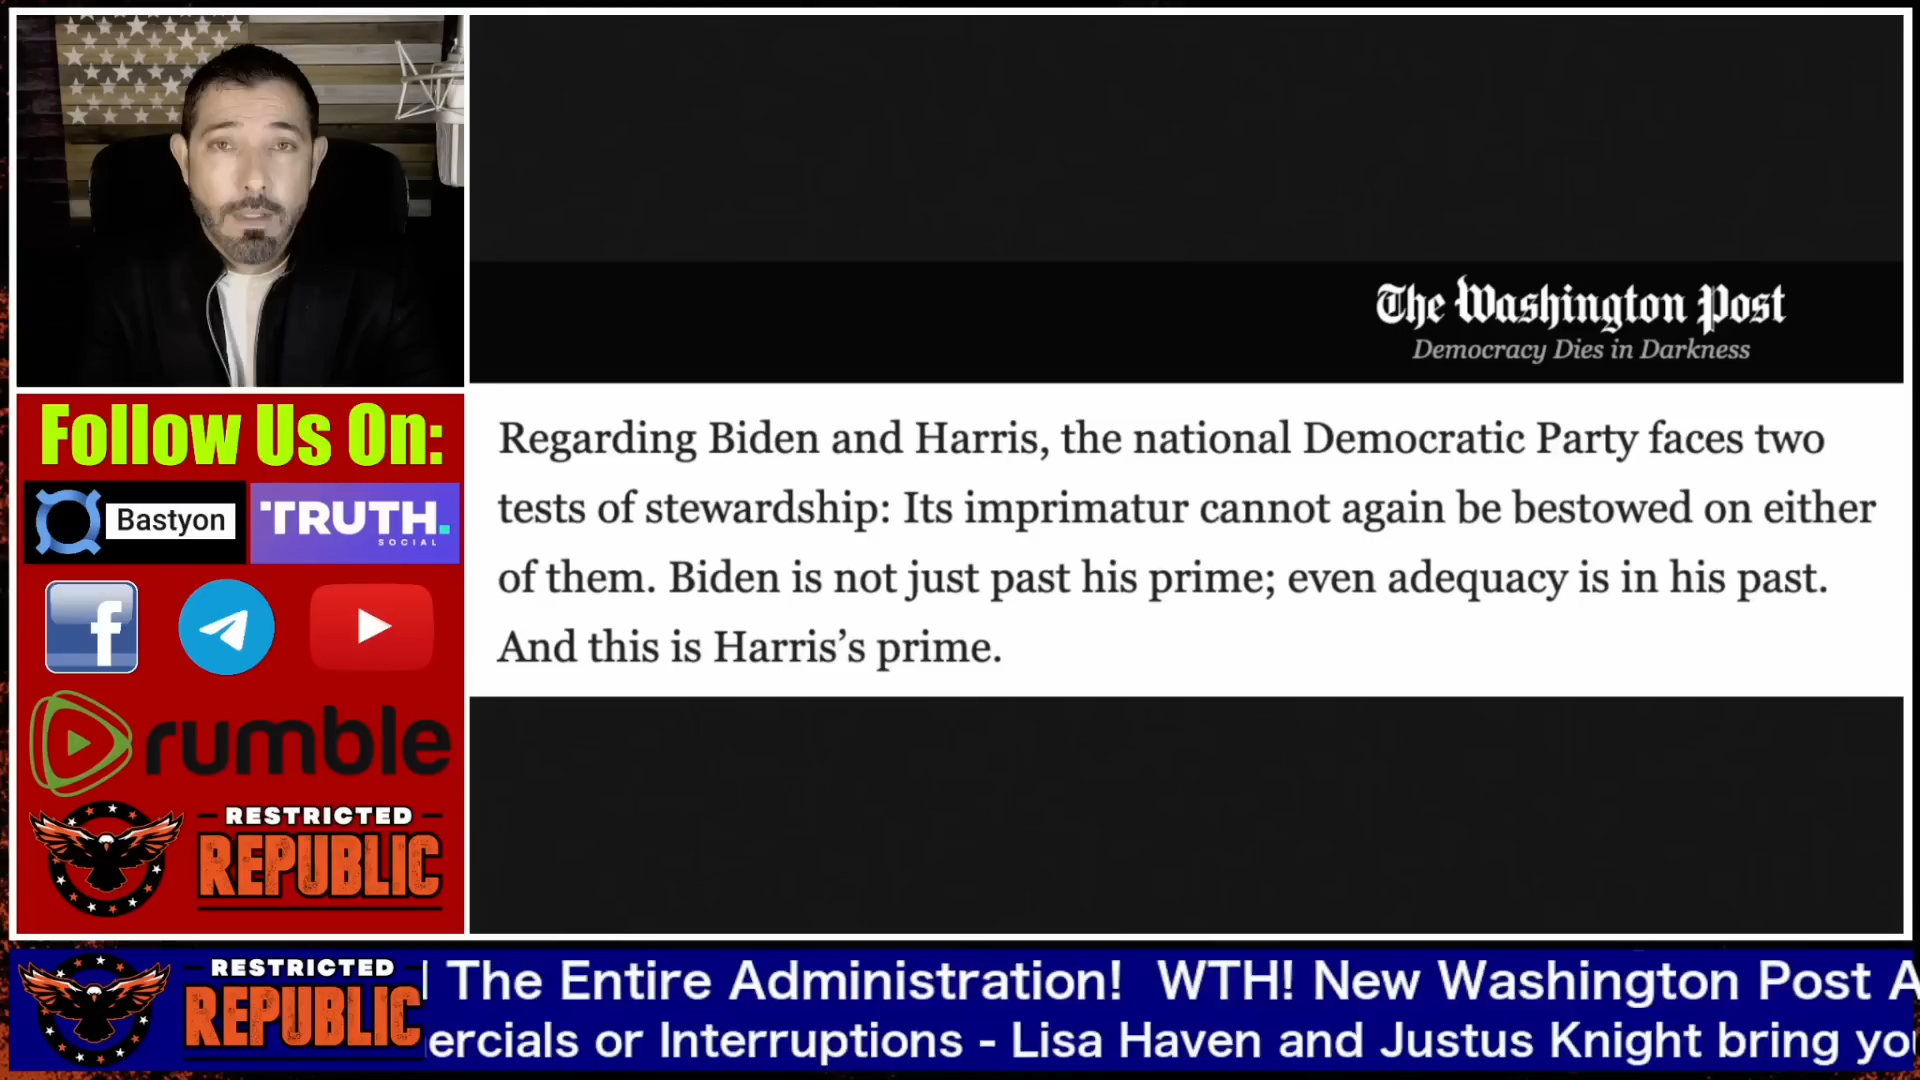 The Washington Post
Democracy Dies in Darkness
Regarding Biden and Harris, the national Democratic Party faces two
tests of stewardship: Its imprimatur cannot again be bestowed on either
of them. Biden is not just past his prime; even adequacy is in his past.
And this is Harris’s prime.
Follow Us On:
Bastyon
TRUTH.
SOCIAL
f
rumble
RESTRICTED
REPUBLIC
RESTRICTED
REPUBLIC
The Entire Administration! WTH! New Washington Post A
ercials or Interruptions - Lisa Haven and Justus Knight bring you